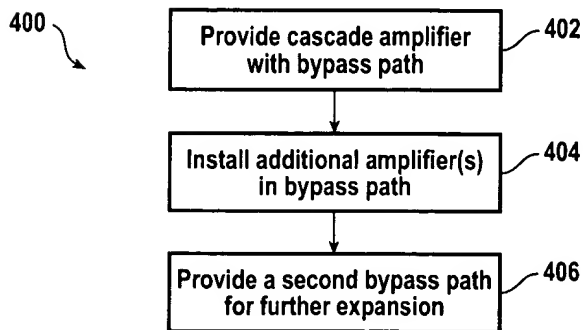 400
Provide cascade amplifier
with bypass path
402
Install additional amplifier(s)
in bypass path
404
Provide a second bypass path
for further expansion
406